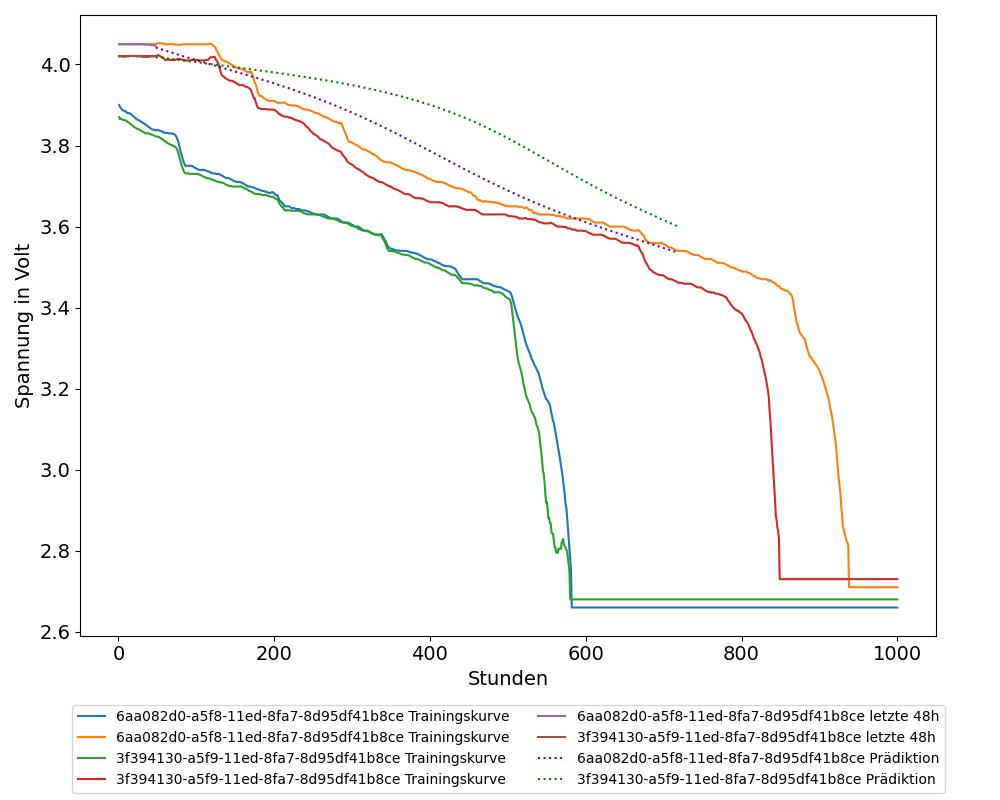 4.0
3.8
3.6
3.4
3.2
3.0
2.8
2.6
Spannung in Volt
0 200 400 600 800 1000
Stunden
6aa082d0-a5f8-11ed-8fa7-8d95df41b8ce Trainingskurve
6aa082d0-a5f8-11ed-8fa7-8d95df41b8ce Trainingskurve
3f394130-a5f9-11ed-8fa7-8d95df41b8ce Trainingskurve
3f394130-a5f9-11ed-8fa7-8d95df41b8ce Trainingskurve
6aa082d0-a5f8-11ed-8fa7-8d95df41b8ce letzte 48h
3f394130-a5f9-11ed-8fa7-8d95df41b8ce letzte 48h
6aa082d0-a5f8-11ed-8fa7-8d95df41b8ce Prädiktion
3f394130-a5f9-11ed-8fa7-8d95df41b8ce Prädiktion